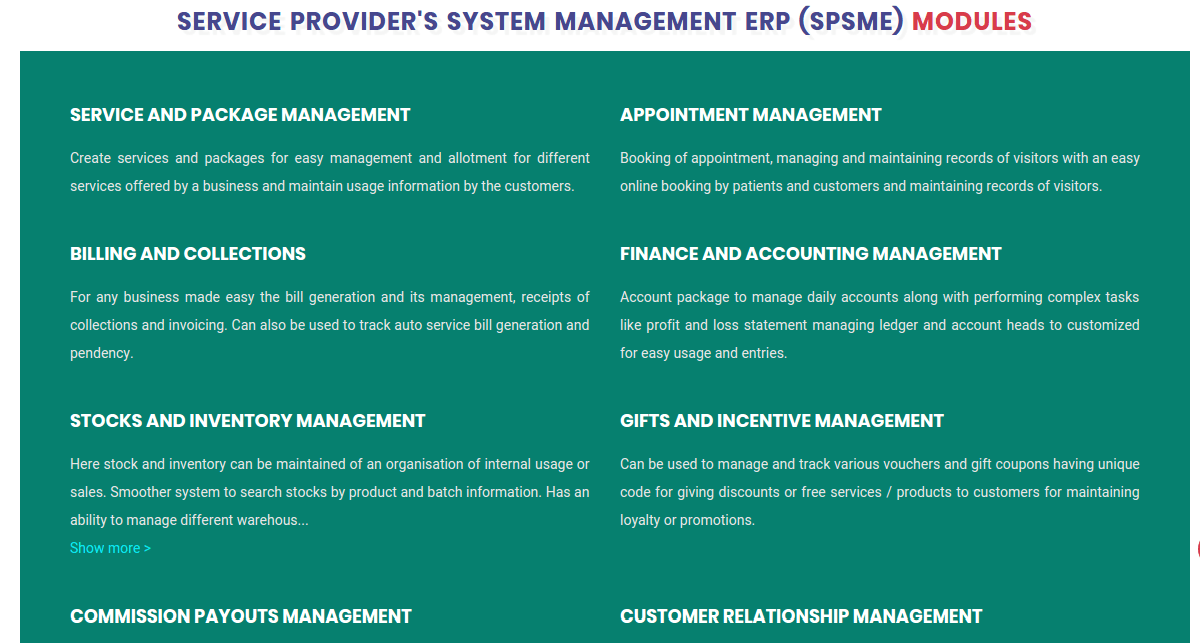 SERVICE PROVIDER'S SYSTEM MANAGEMENT ERP (SPSME) MODULES
SERVICE AND PACKAGE MANAGEMENT
Create services and packages for easy management and allotment for different
services offered by a business and maintain usage information by the customers.
APPOINTMENT MANAGEMENT
Booking of appointment, managing and maintaining records of visitors with an easy
online booking by patients and customers and maintaining records of visitors.
BILLING AND COLLECTIONS
For any business made easy the bill generation and its management, receipts of
collections and invoicing. Can also be used to track auto service bill generation and
pendency.
FINANCE AND ACCOUNTING MANAGEMENT
Account package to manage daily accounts along with performing complex tasks
like profit and loss statement managing ledger and account heads to customized
for easy usage and entries.
STOCKS AND INVENTORY MANAGEMENT
Here stock and inventory can be maintained of an organisation of internal usage or
sales. Smoother system to search stocks by product and batch information. Has an
ability to manage different warehous...
Show more >
GIFTS AND INCENTIVE MANAGEMENT
Can be used to manage and track various vouchers and gift coupons having unique
code for giving discounts or free services / products to customers for maintaining
loyalty or promotions.
COMMISSION PAYOUTS MANAGEMENT
CUSTOMER RELATIONSHIP MANAGEMENT